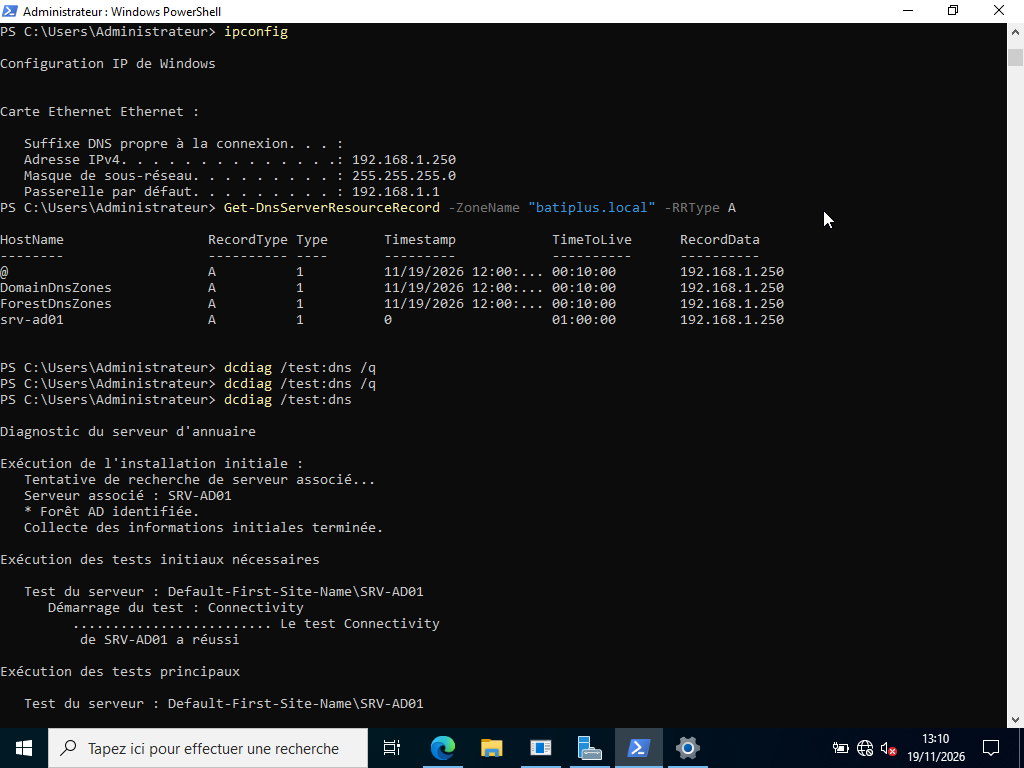 Administrateur : Windows PowerShell
PS C:\Users\Administrateur> ipconfig
Configuration IP de Windows
Carte Ethernet Ethernet :
Suffixe DNS propre à la connexion. . . :
Adresse IPv4. . . . . . . . . . . . . .: 192.168.1.250
Masque de sous-réseau. . . . . . . . . : 255.255.255.0
Passerelle par défaut. . . . . . . . . : 192.168.1.1
PS C:\Users\Administrateur> Get-DnsServerResourceRecord -ZoneName "batiplus.local" -RRType A
HostName RecordType Type Timestamp TimeToLive RecordData
-------- ---------- ---- --------- ---------- ----------
@ A 1 11/19/2026 12:00:... 00:10:00 192.168.1.250
DomainDnsZones A 1 11/19/2026 12:00:... 00:10:00 192.168.1.250
ForestDnsZones A 1 11/19/2026 12:00:... 00:10:00 192.168.1.250
srv-ad01 A 1 0 01:00:00 192.168.1.250
PS C:\Users\Administrateur> dcdiag /test:dns /q
PS C:\Users\Administrateur> dcdiag /test:dns /q
PS C:\Users\Administrateur> dcdiag /test:dns
Diagnostic du serveur d'annuaire
Exécution de l'installation initiale :
Tentative de recherche de serveur associé...
Serveur associé : SRV-AD01
* Forêt AD identifiée.
Collecte des informations initiales terminée.
Exécution des tests initiaux nécessaires
Test du serveur : Default-First-Site-Name\SRV-AD01
Démarrage du test : Connectivity
......................... Le test Connectivity
de SRV-AD01 a réussi
Exécution des tests principaux
Test du serveur : Default-First-Site-Name\SRV-AD01
Tapez ici pour effectuer une recherche
13:10
19/11/2026